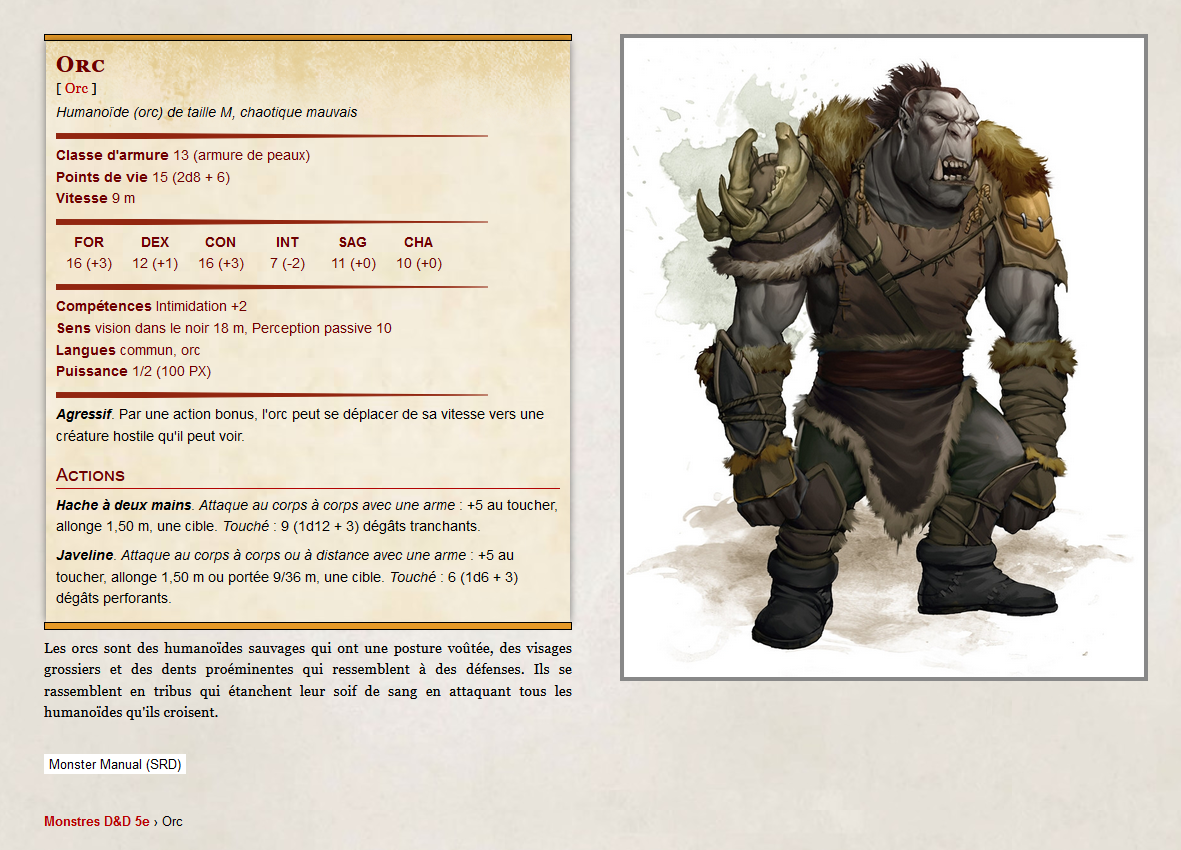 Orc
[ Orc ]
Humanoïde (orc) de taille M, chaotique mauvais
Classe d'armure 13 (armure de peaux)
Points de vie 15 (2d8 + 6)
Vitesse 9 m
FOR DEX CON INT SAG CHA
16 (+3) 12 (+1) 16 (+3) 7 (-2) 11 (+0) 10 (+0)
Compétences Intimidation +2
Sens vision dans le noir 18 m, Perception passive 10
Langues commun, orc
Puissance 1/2 (100 PX)
Agressif. Par une action bonus, l'orc peut se déplacer de sa vitesse vers une
créature hostile qu'il peut voir.
Actions
Hache à deux mains. Attaque au corps à corps avec une arme : +5 au toucher,
allonge 1,50 m, une cible. Touché : 9 (1d12 + 3) dégâts tranchants.
Javeline. Attaque au corps à corps ou à distance avec une arme : +5 au
toucher, allonge 1,50 m ou portée 9/36 m, une cible. Touché : 6 (1d6 + 3)
dégâts perforants.
Les orcs sont des humanoïdes sauvages qui ont une posture voûtée, des visages
grossiers et des dents proéminentes qui ressemblent à des défenses. Ils se
rassemblent en tribus qui étanchent leur soif de sang en attaquant tous les
humanoïdes qu'ils croisent.
Monster Manual (SRD)
Monstres D&D 5e › Orc